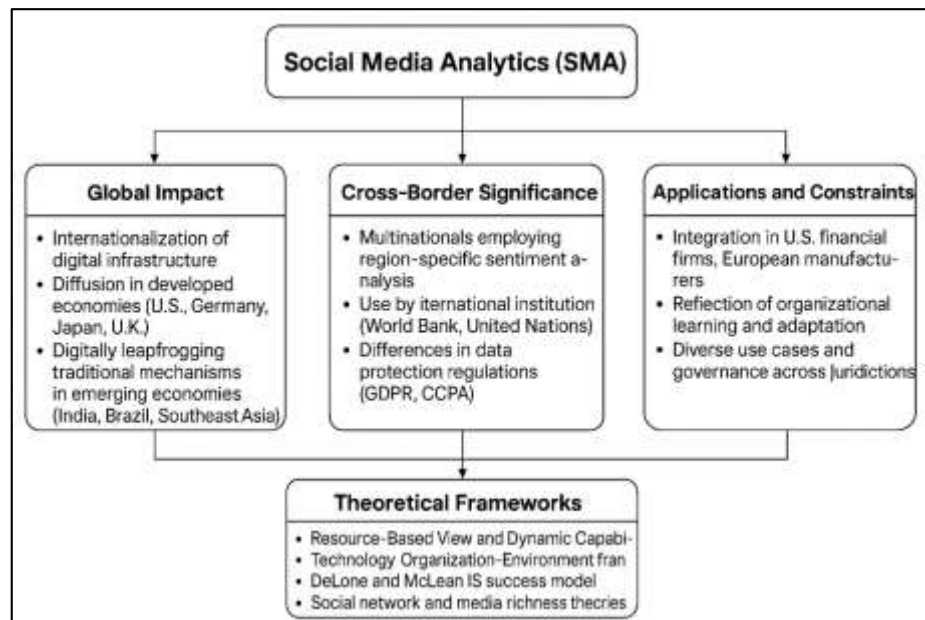 Social Media Analytics (SMA)
Global Impact
• Internationalization of
digital infrastructure
• Diffusion in developed
economies (U.S., Germany,
Japan, U.K.)
• Digitally leapfrogging
traditional mechanisms
in emerging economies
(India, Brazil, Southeast Asia)
Cross-Border Significance
• Multinationals employing
region-specific sentiment a-
nalysis
• Use by iternational institution
(World Bank, United Nations)
• Differences in data
protection regulations
(GDPR, CCPA)
Applications and Constraints
• Integration in U.S. financial
firms, European manufactu-
rers
• Reflection of organizational
learning and adaptation
• Diverse use cases and
governance across Juridictions
Theoretical Frameworks
• Resource-Based View and Dynamic Capabi-
• Technology Organization-Environment fran
• DeLone and McLean IS success model
• Social network and media richness thecries